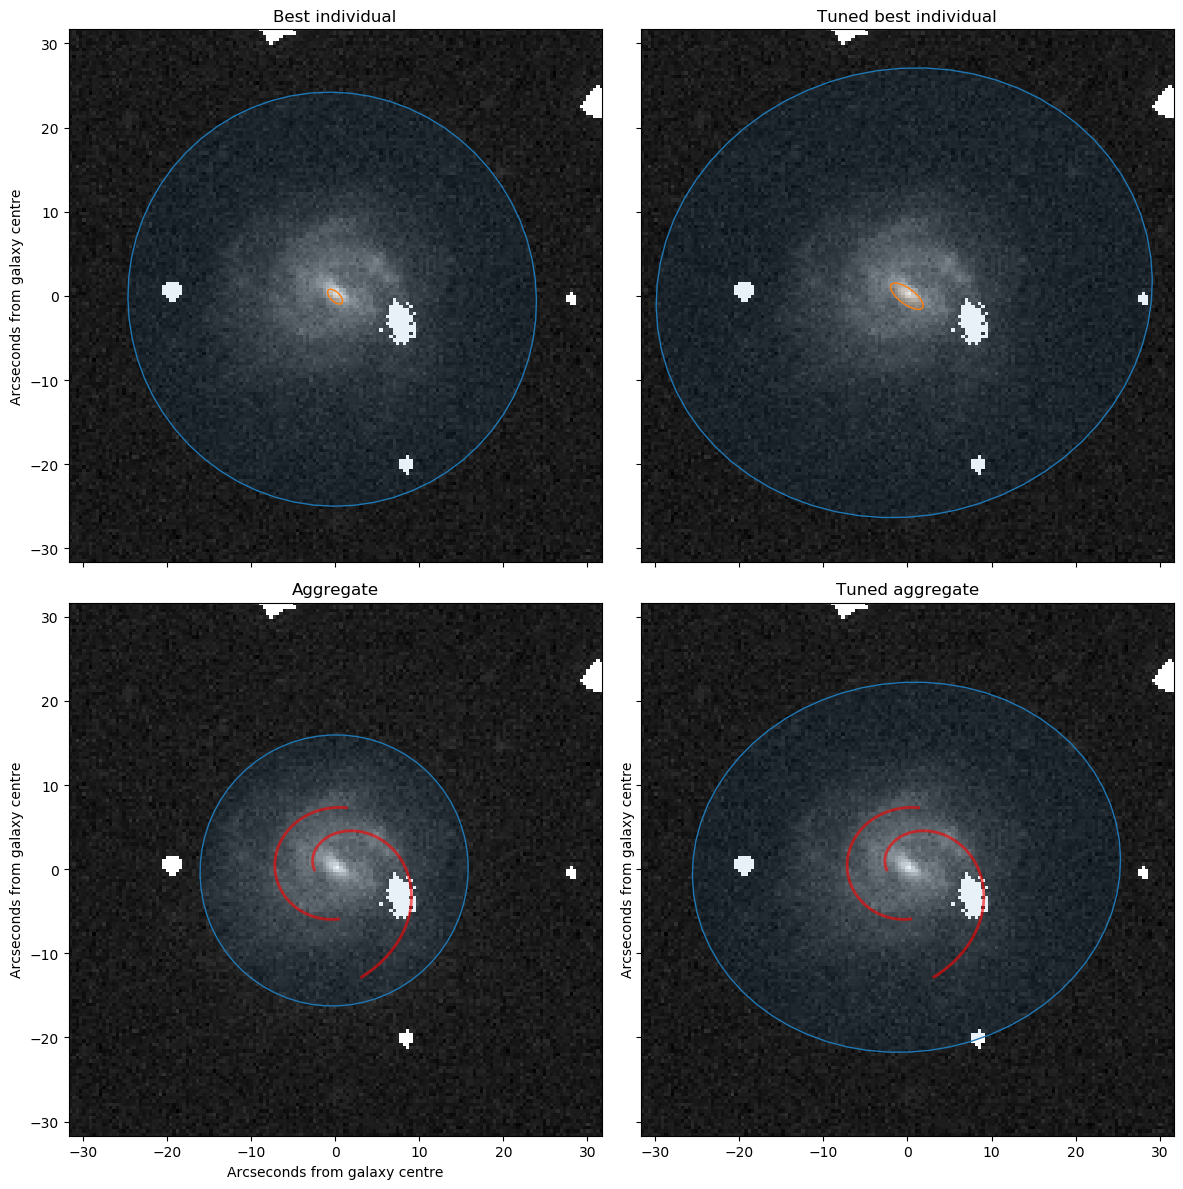 Best individual
Tuned best individual
30
20
10
0
−10
−20
−30
Arcseconds from galaxy centre
Aggregate
Tuned aggregate
30
20
10
0
−10
−20
−30
Arcseconds from galaxy centre
Arcseconds from galaxy centre
−30 −20 −10 0 10 20 30
−30 −20 −10 0 10 20 30
Arcseconds from galaxy centre